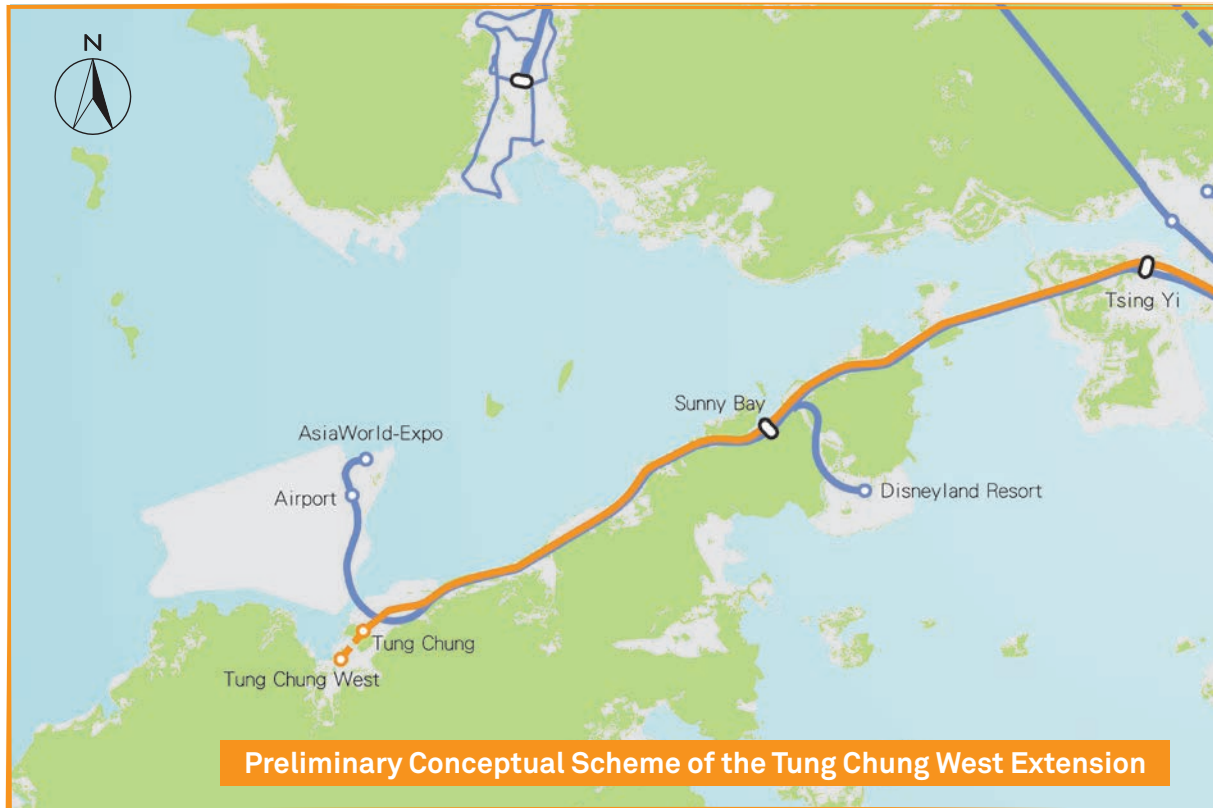 N
Tsing Yi
Sunny Bay
AsiaWorld-Expo
Airport
Disneyland Resort
Tung Chung
Tung Chung West
Preliminary Conceptual Scheme of the Tung Chung West Extension